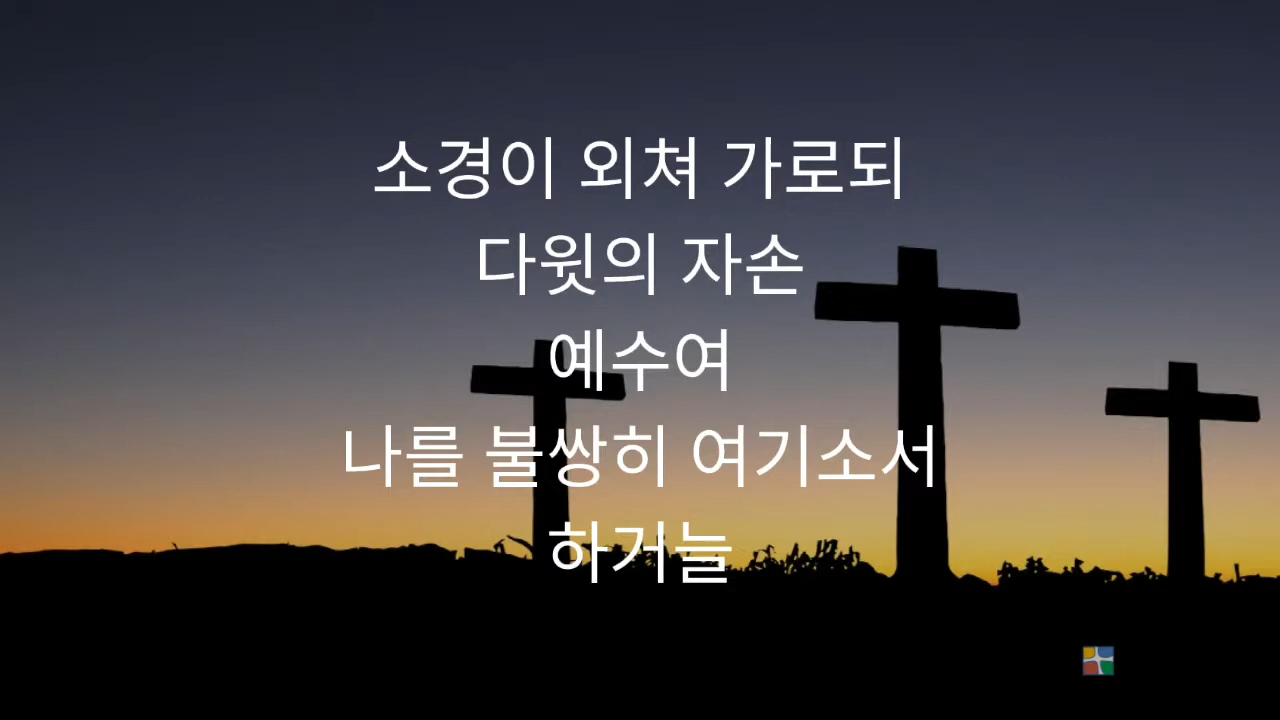 소경이 외쳐 가로되
다윗의 자손
예수여
나를 불쌍히 여기소서
하거늘